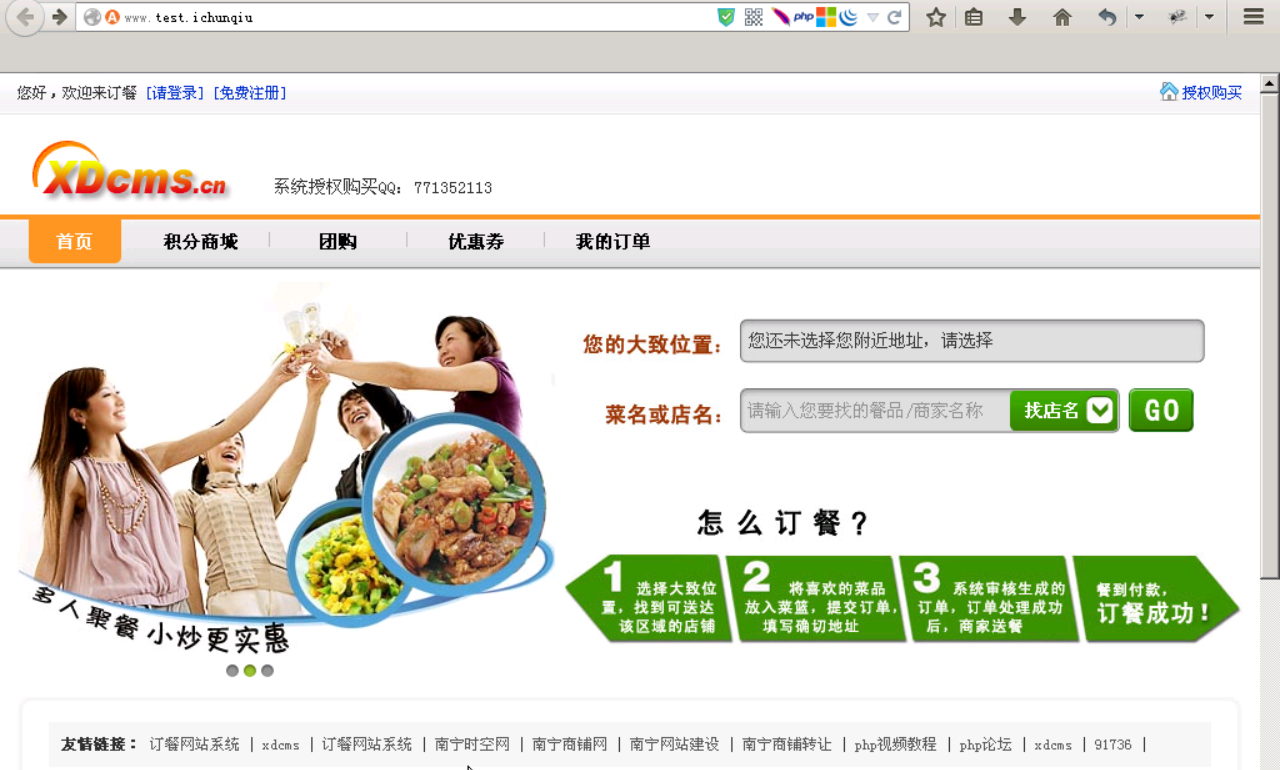 www.test.ichunqiu
php
您好，欢迎来订餐 [请登录] [免费注册]
授权购买
XDcms.cn
系统授权购买QQ：771352113
首页 积分商城 团购 优惠券 我的订单
您的大致位置：
您还未选择您附近地址，请选择
菜名或店名：
请输入您要找的餐品/商家名称
找店名
GO
怎么订餐？
1 选择大致位
置，找到可送达
该区域的店铺
2 将喜欢的菜品
放入菜篮，提交订单，
填写确切地址
3 系统审核生成的
订单，订单处理成功
后，商家送餐
餐到付款，
订餐成功！
多人聚餐 小炒更实惠
友情链接： 订餐网站系统 | xdcms | 订餐网站系统 | 南宁时空网 | 南宁商铺网 | 南宁网站建设 | 南宁商铺转让 | php视频教程 | php论坛 | xdcms | 91736 |